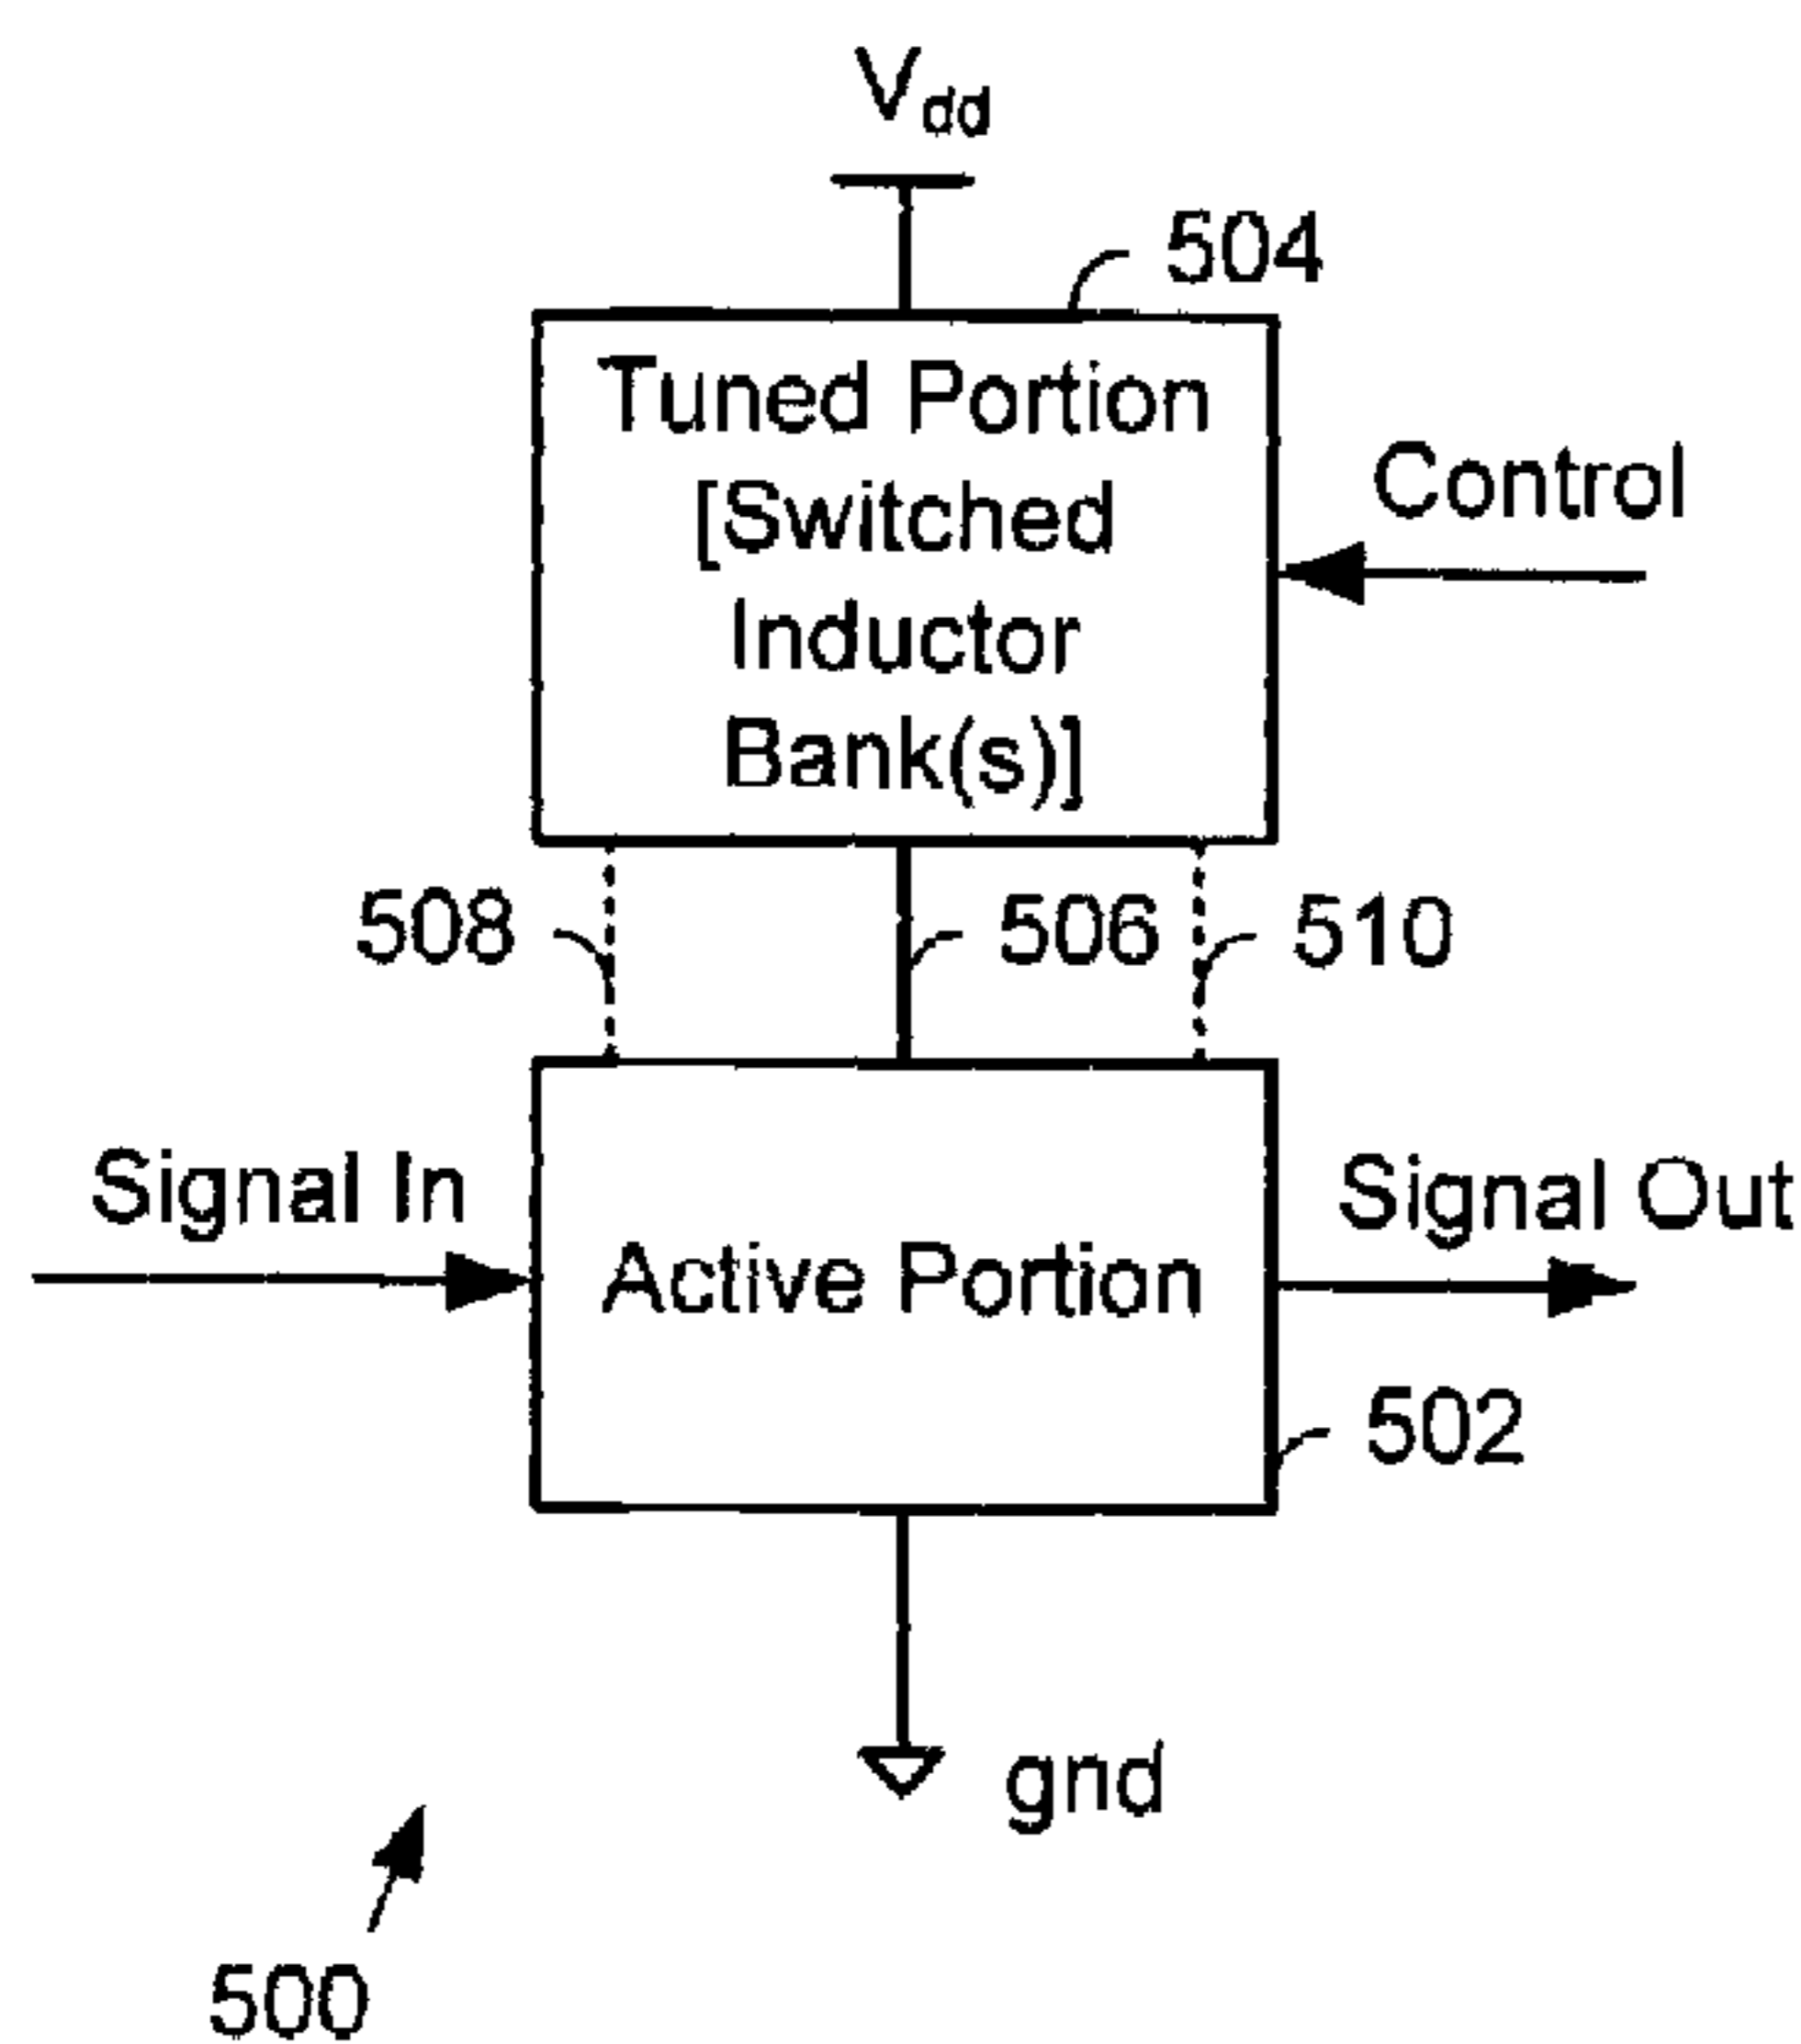 Vdd
504
Tuned Portion
[Switched
Inductor
Bank(s)]
Control
508
506
510
Signal In
Active Portion
Signal Out
502
gnd
500